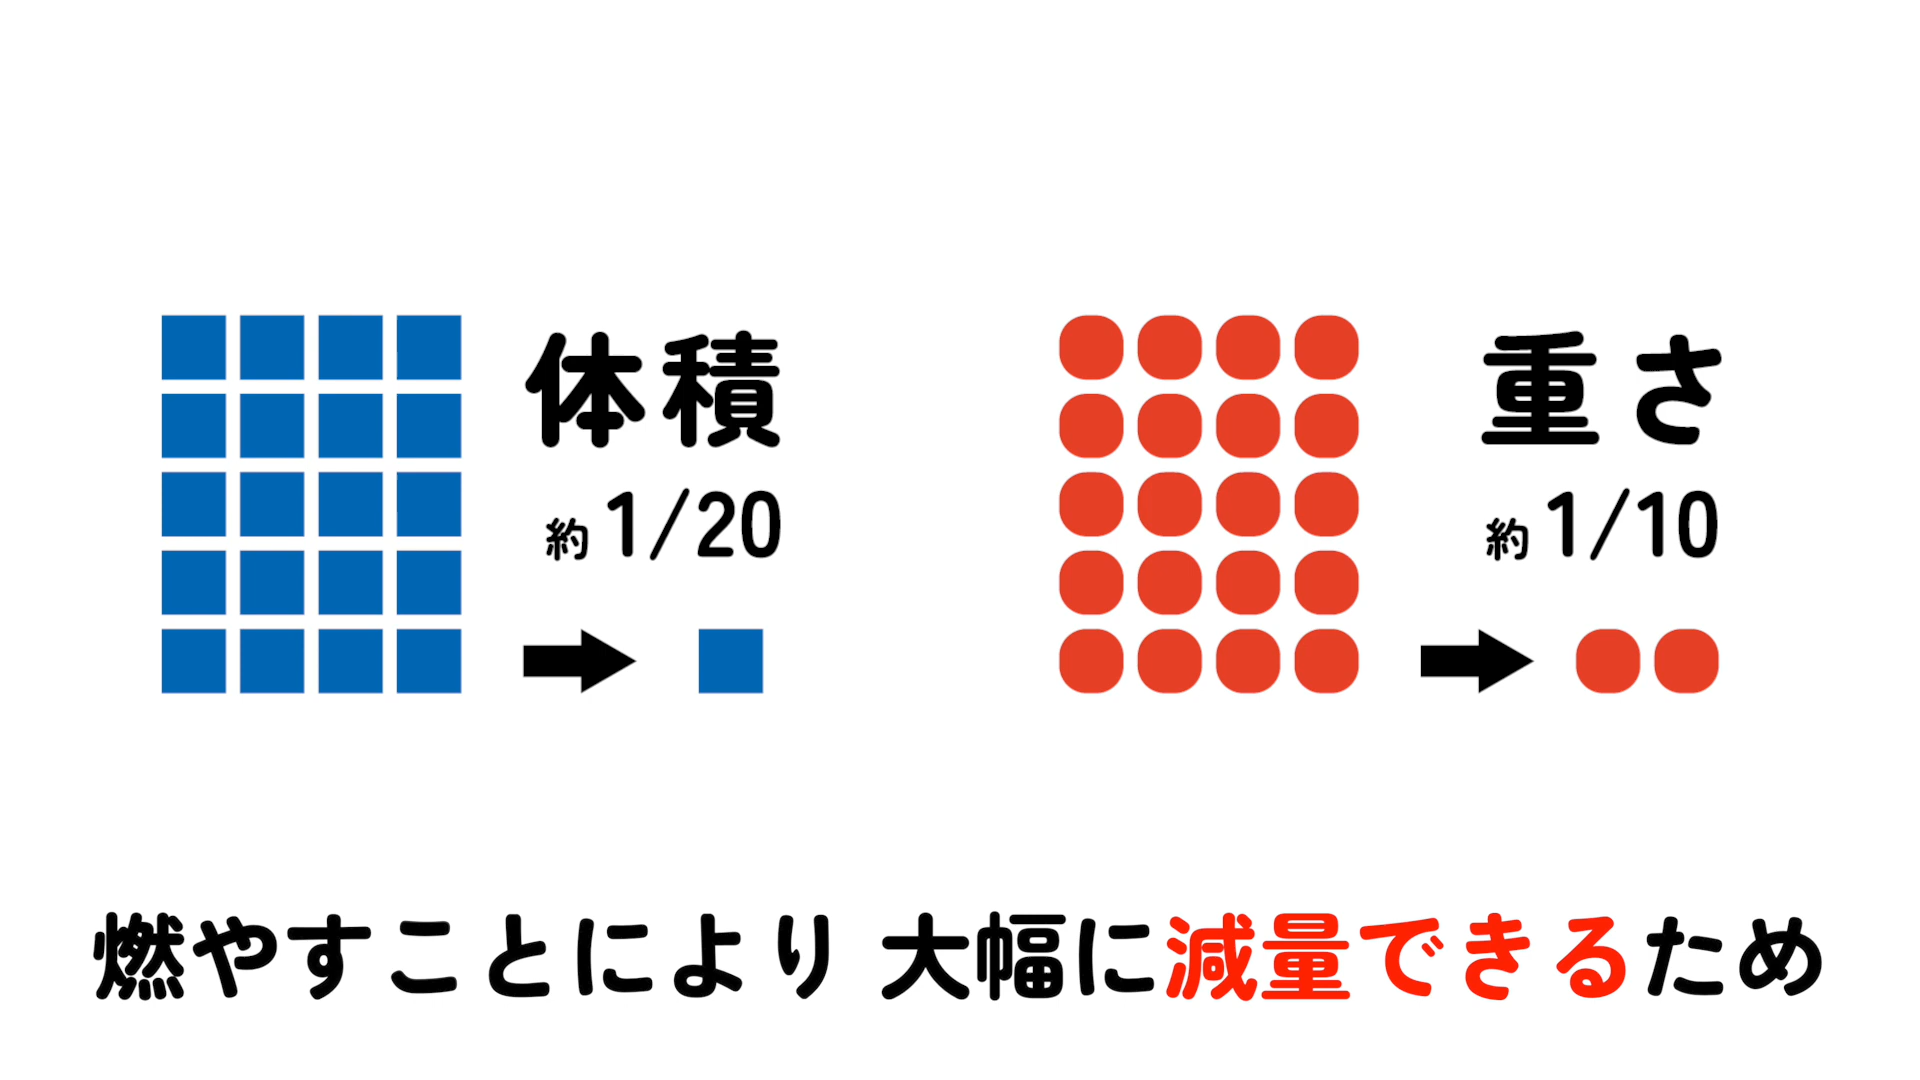 体積
約1/20
重さ
約1/10
燃やすことにより 大幅に減量できるため